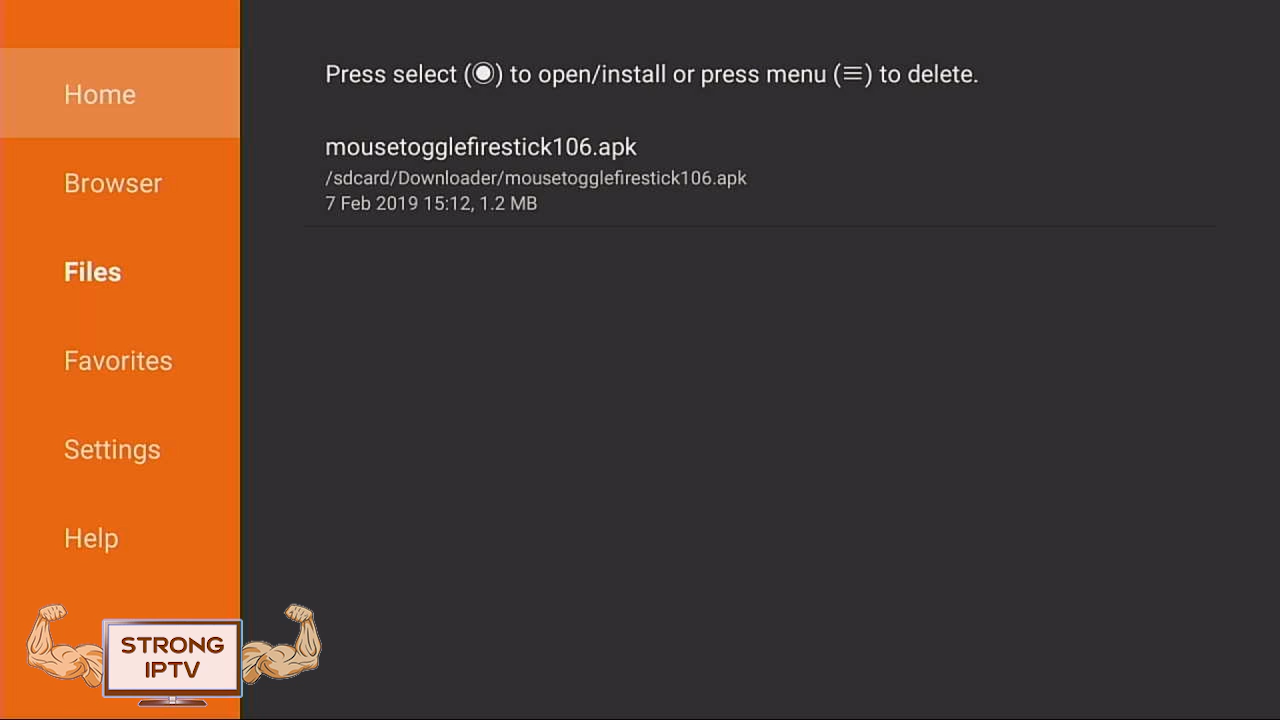 Home
Browser
Files
Favorites
Settings
Help
Press select (◉) to open/install or press menu (☰) to delete.
mousetogglefirestick106.apk
/sdcard/Downloader/mousetogglefirestick106.apk
7 Feb 2019 15:12, 1.2 MB
STRONG
IPTV